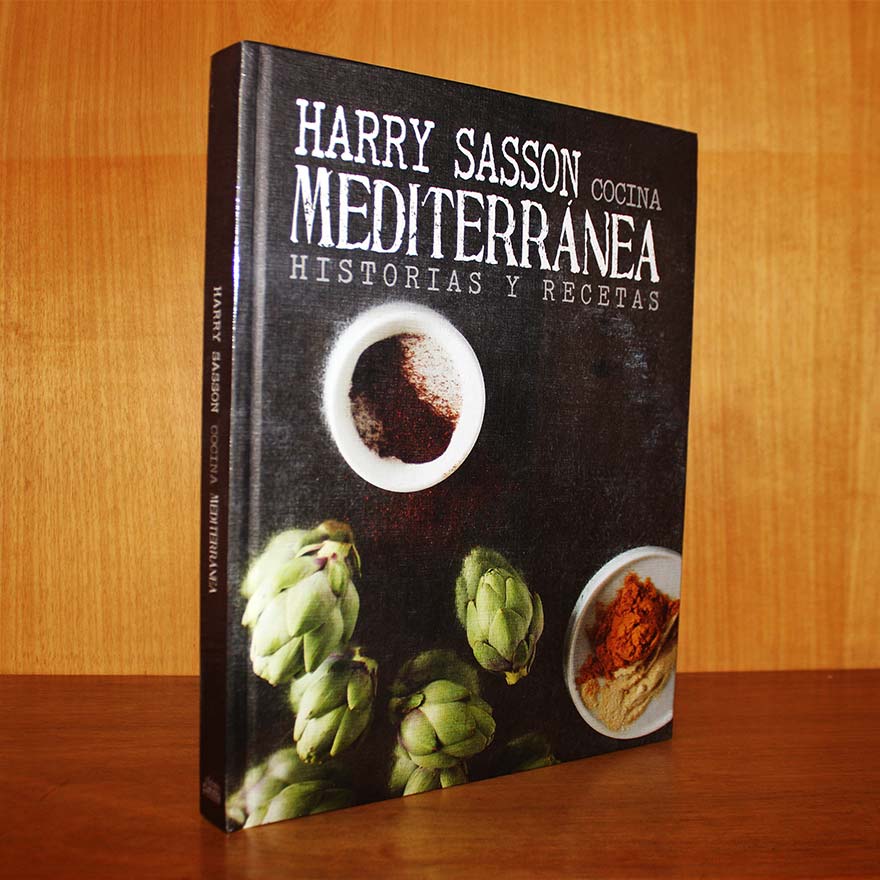 HARRY SASSON COCINA
MEDITERRÁNEA
HISTORIAS Y RECETAS
HARRY SASSON COCINA MEDITERRÁNEA